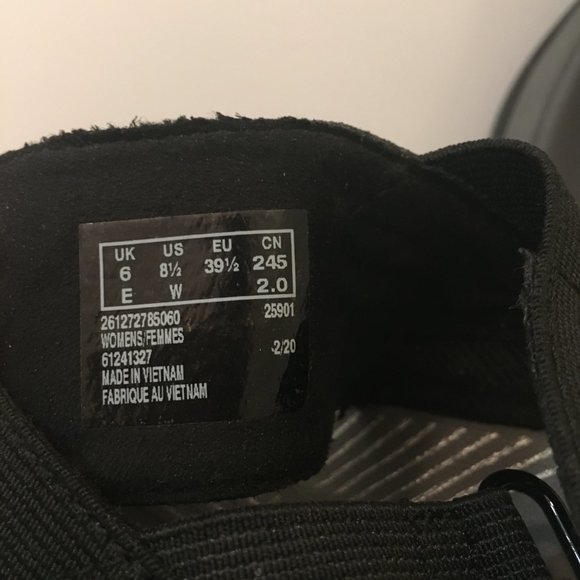 UK US EU CN
6 8½ 39½ 245
E W 2.0
261272785060 25901
WOMENS/FEMMES
61241327 -2/20
MADE IN VIETNAM
FABRIQUE AU VIETNAM